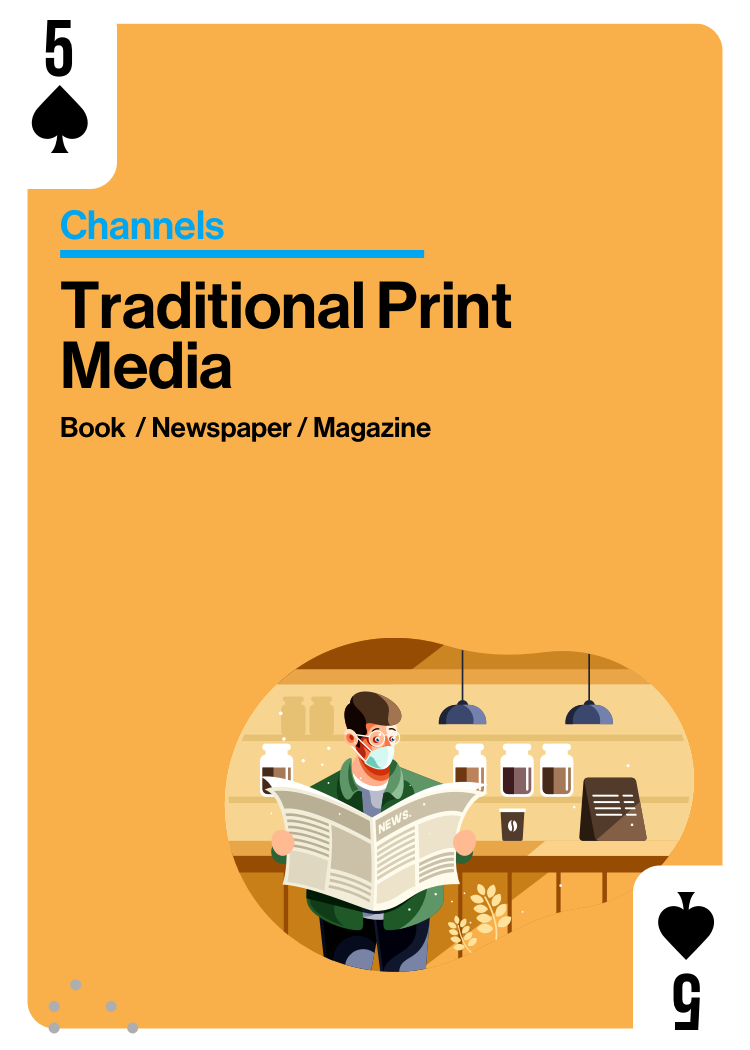 5
Channels
Traditional Print
Media
Book / Newspaper / Magazine
NEWS.
5